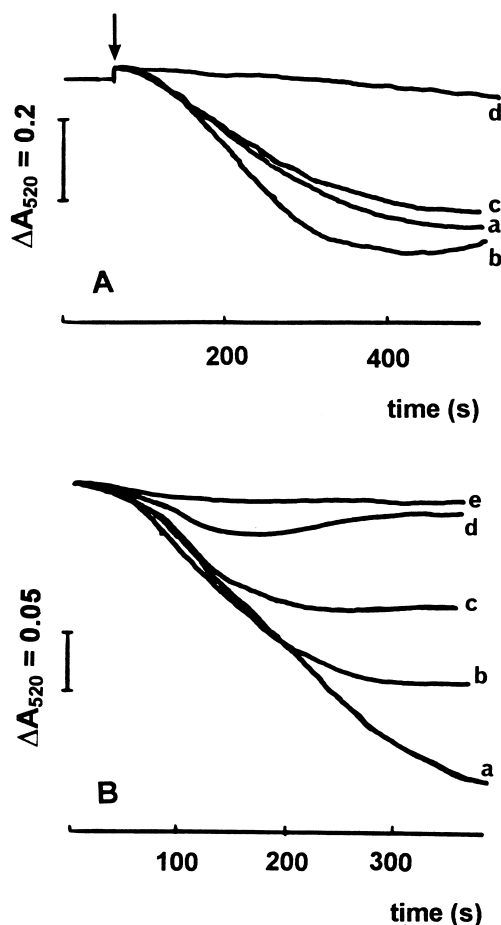 d
ΔA520 = 0.2
c
a
b
A
200 400
time (s)
e
d
c
ΔA520 = 0.05
b
a
B
100 200 300
time (s)